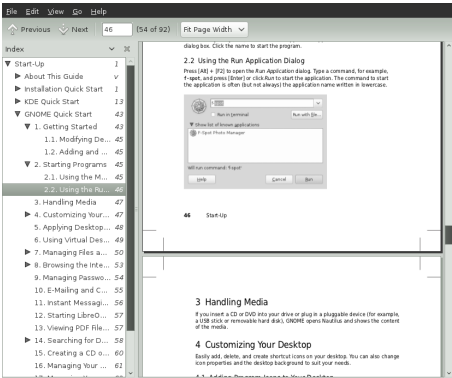 File Edit View Go Help
Previous Next 46 (54 of 92) Fit Page Width
Index
Start-Up 1
About This Guide v
Installation Quick Start 1
KDE Quick Start 13
GNOME Quick Start 43
1. Getting Started 43
1.1. Modifying De... 45
1.2. Adding and ... 45
2. Starting Programs 45
2.1. Using the M... 45
2.2. Using the Ru... 46
3. Handling Media 47
4. Customizing Your... 47
5. Applying Desktop... 48
6. Using Virtual Des... 49
7. Managing Files a... 50
8. Browsing the Inte... 53
9. Managing Passwo... 54
10. E-Mailing and C... 55
11. Instant Messagi... 56
12. Starting LibreO... 57
13. Viewing PDF File... 57
14. Searching for D... 58
15. Creating a CD o... 60
16. Managing Your ... 61
dialog box. Click the name to start the program.
2.2 Using the Run Application Dialog
Press [Alt] + [F2] to open the Run Application dialog. Type a command, for example,
f-spot, and press [Enter] or click Run to start the application. The command to start
the application is often (but not always) the application name written in lowercase.
Run in terminal Run with file...
Show list of known applications
F-Spot Photo Manager
Will run command: 'f-spot'
Help Cancel Run
46 Start-Up
3 Handling Media
If you insert a CD or DVD into your drive or plug in a pluggable device (for example,
a USB stick or removable hard disk), GNOME opens Nautilus and shows the content
of the media.
4 Customizing Your Desktop
Easily add, delete, and create shortcut icons on your desktop. You can also change
icon properties and the desktop background to suit your needs.
4.1 Adding Program Icons to Your Desktop